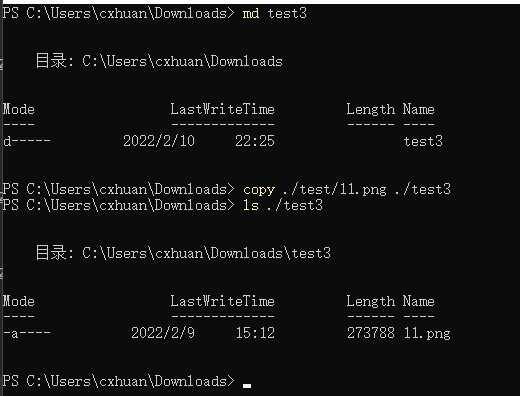 PS C:\Users\cxhuan\Downloads> md test3
目录: C:\Users\cxhuan\Downloads
Mode LastWriteTime Length Name
---- ------------- ------ ----
d----- 2022/2/10 22:25 test3
PS C:\Users\cxhuan\Downloads> copy ./test/11.png ./test3
PS C:\Users\cxhuan\Downloads> ls ./test3
目录: C:\Users\cxhuan\Downloads\test3
Mode LastWriteTime Length Name
---- ------------- ------ ----
-a---- 2022/2/9 15:12 273788 11.png
PS C:\Users\cxhuan\Downloads>